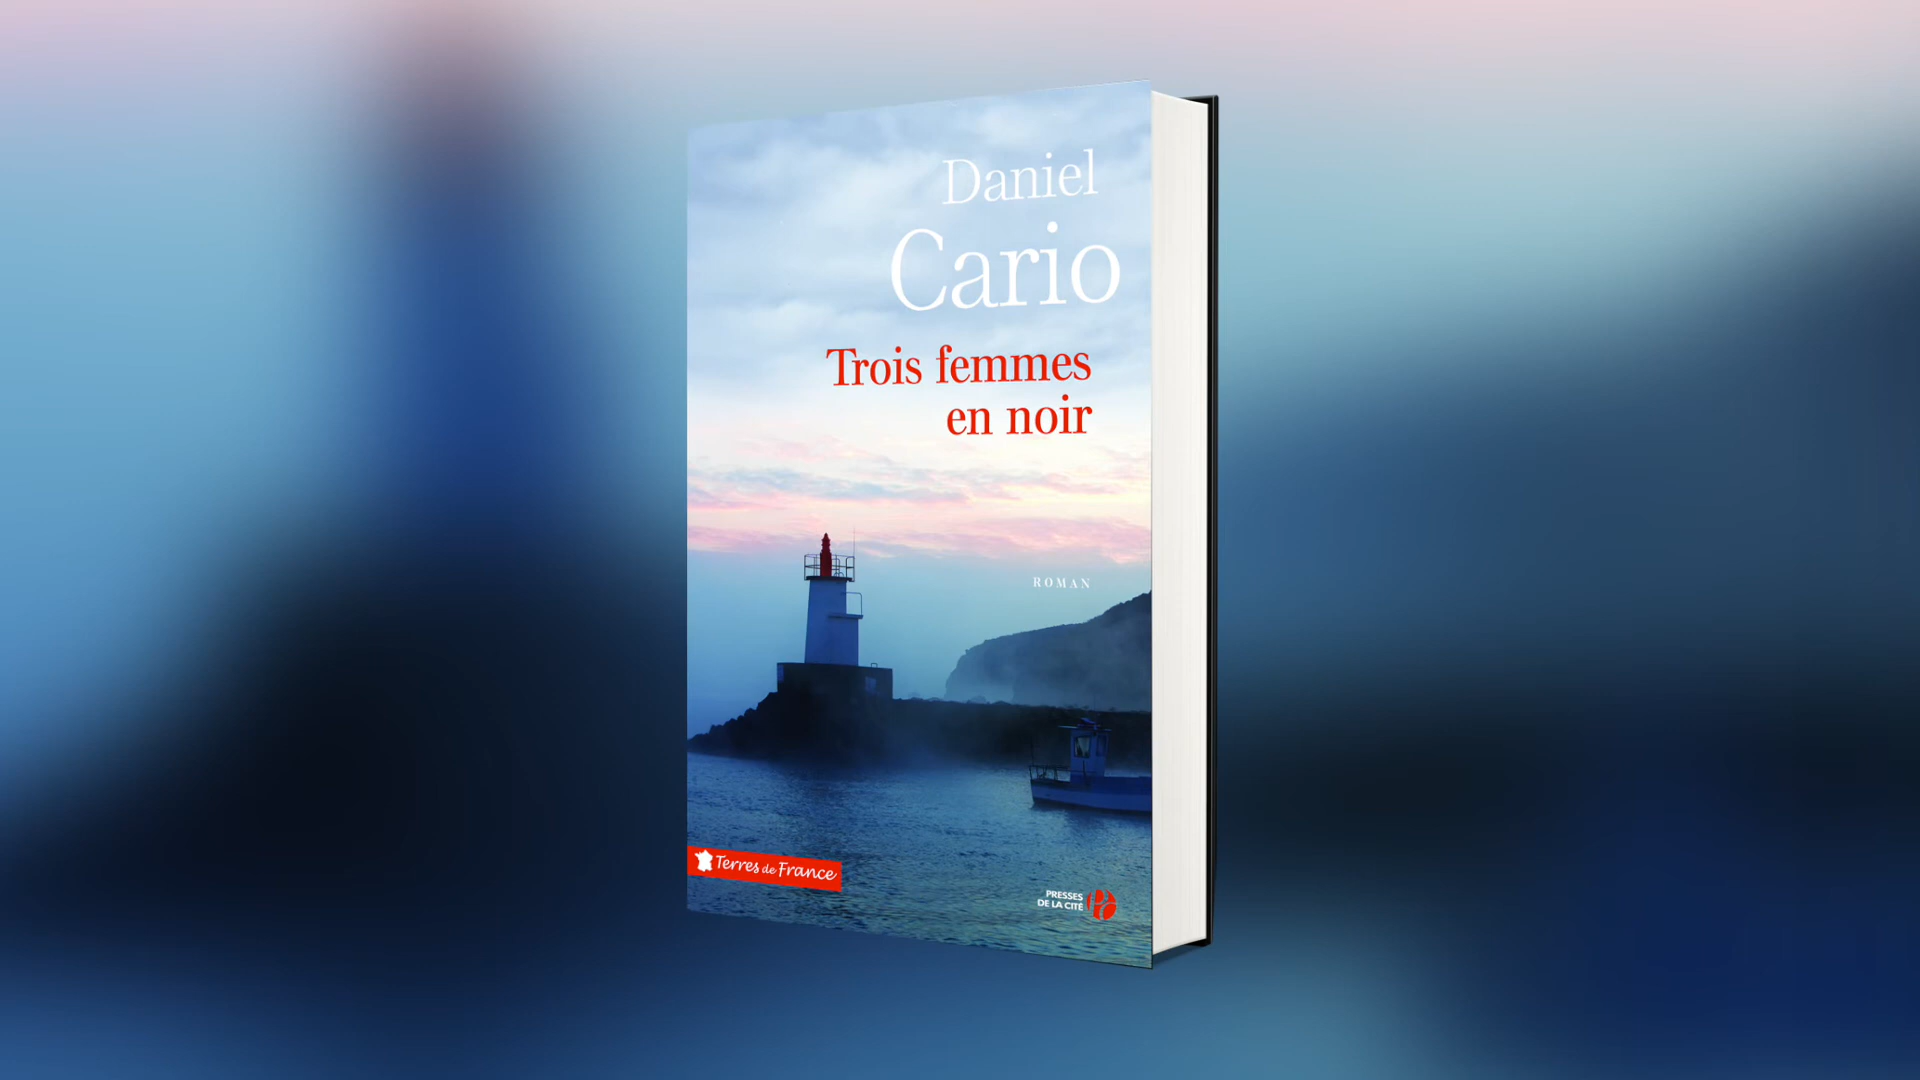 Daniel
Cario
Trois femmes
en noir
ROMAN
Terres de France
PRESSES
DE LA CITÉ